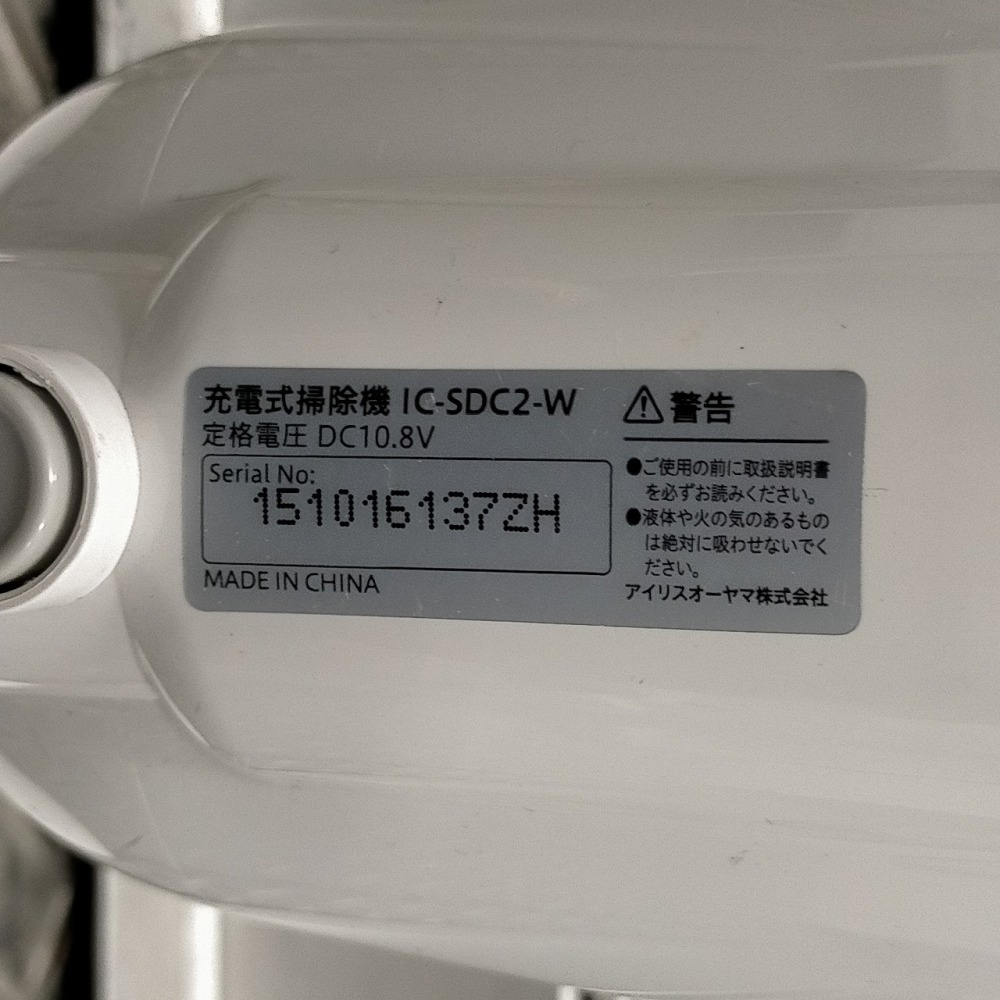 充電式掃除機 IC-SDC2-W
定格電圧 DC10.8V
Serial No:
151016137ZH
MADE IN CHINA
⚠警告
●ご使用の前に取扱説明書
を必ずお読みください。
●液体や火の気のあるもの
は絶対に吸わせないでく
ださい。
アイリスオーヤマ株式会社